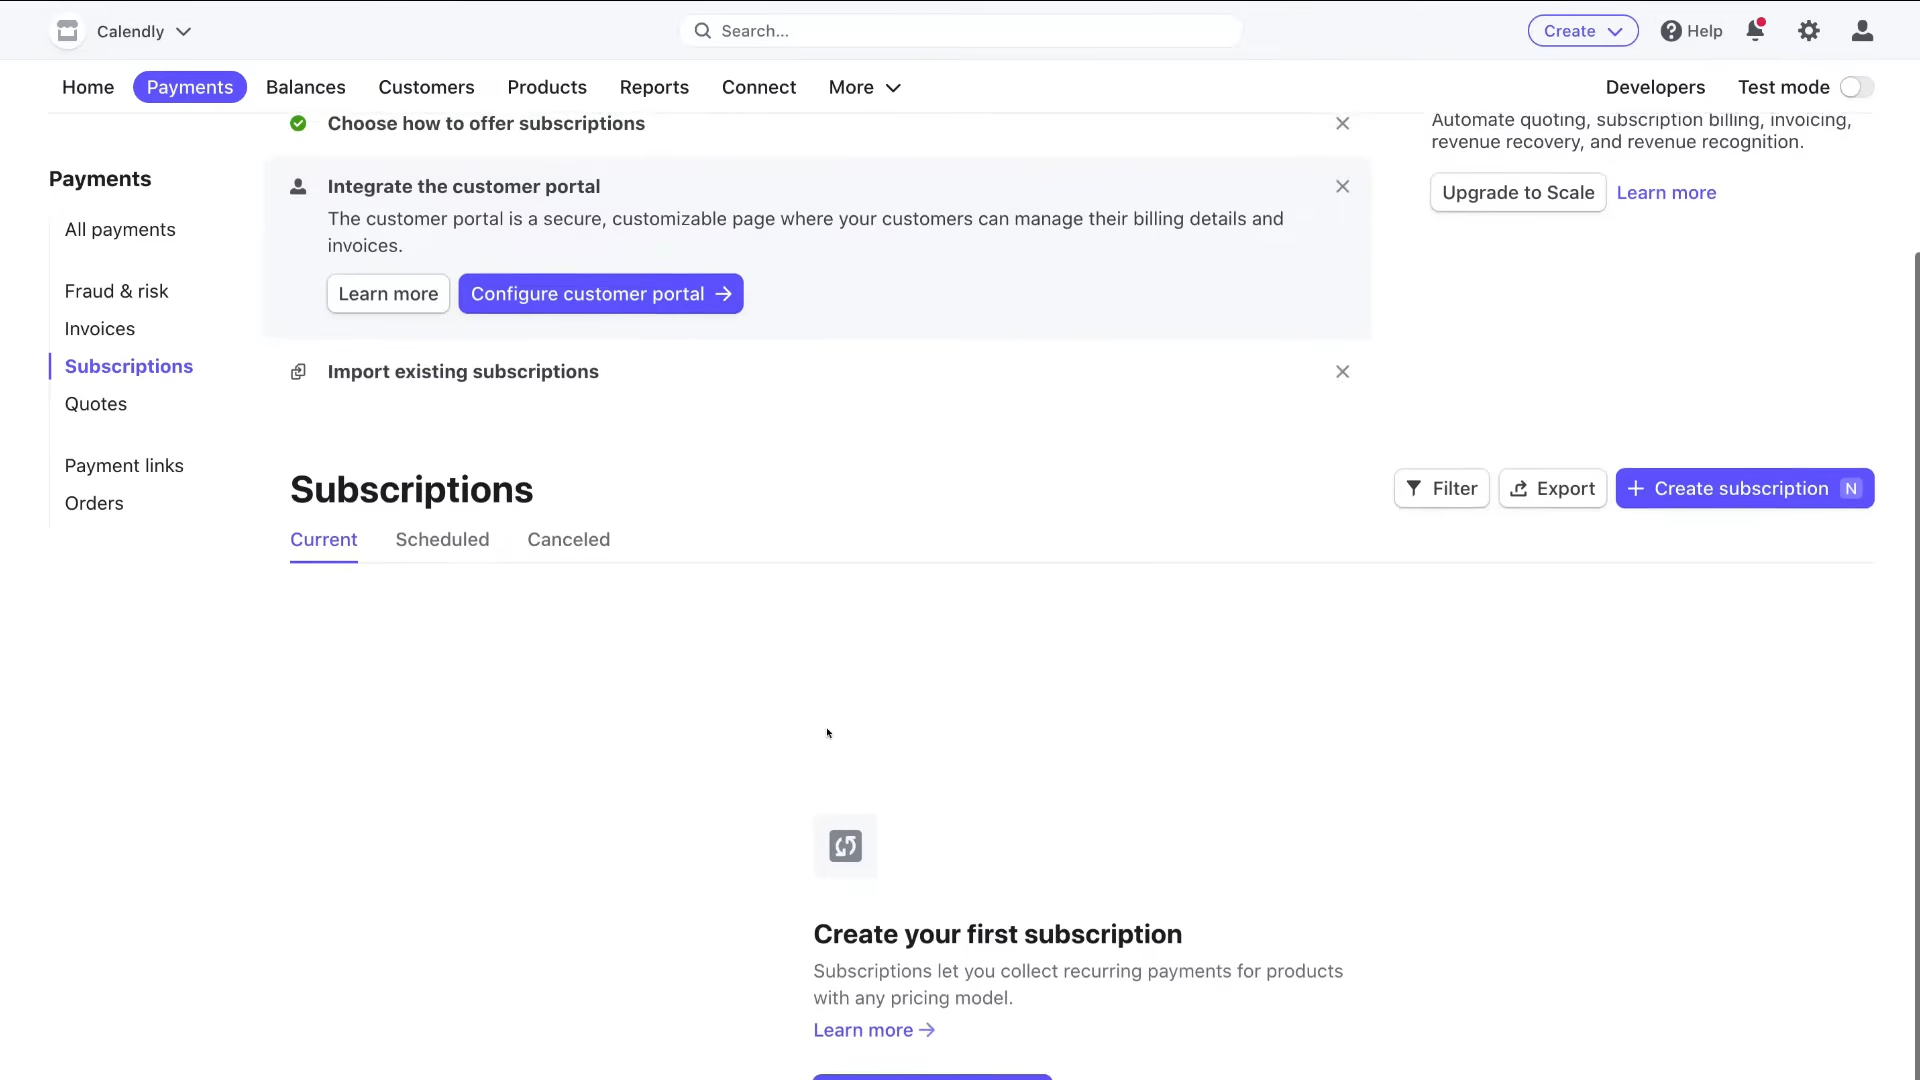 Calendly
Search...
Create
Help
Home
Payments
Balances
Customers
Products
Reports
Connect
More
Developers
Test mode
Payments
All payments
Fraud & risk
Invoices
Subscriptions
Quotes
Payment links
Orders
Choose how to offer subscriptions
Integrate the customer portal
The customer portal is a secure, customizable page where your customers can manage their billing details and
invoices.
Learn more
Configure customer portal
Import existing subscriptions
Automate quoting, subscription billing, invoicing,
revenue recovery, and revenue recognition.
Upgrade to Scale
Learn more
Subscriptions
Filter
Export
Create subscription N
Current
Scheduled
Canceled
Create your first subscription
Subscriptions let you collect recurring payments for products
with any pricing model.
Learn more